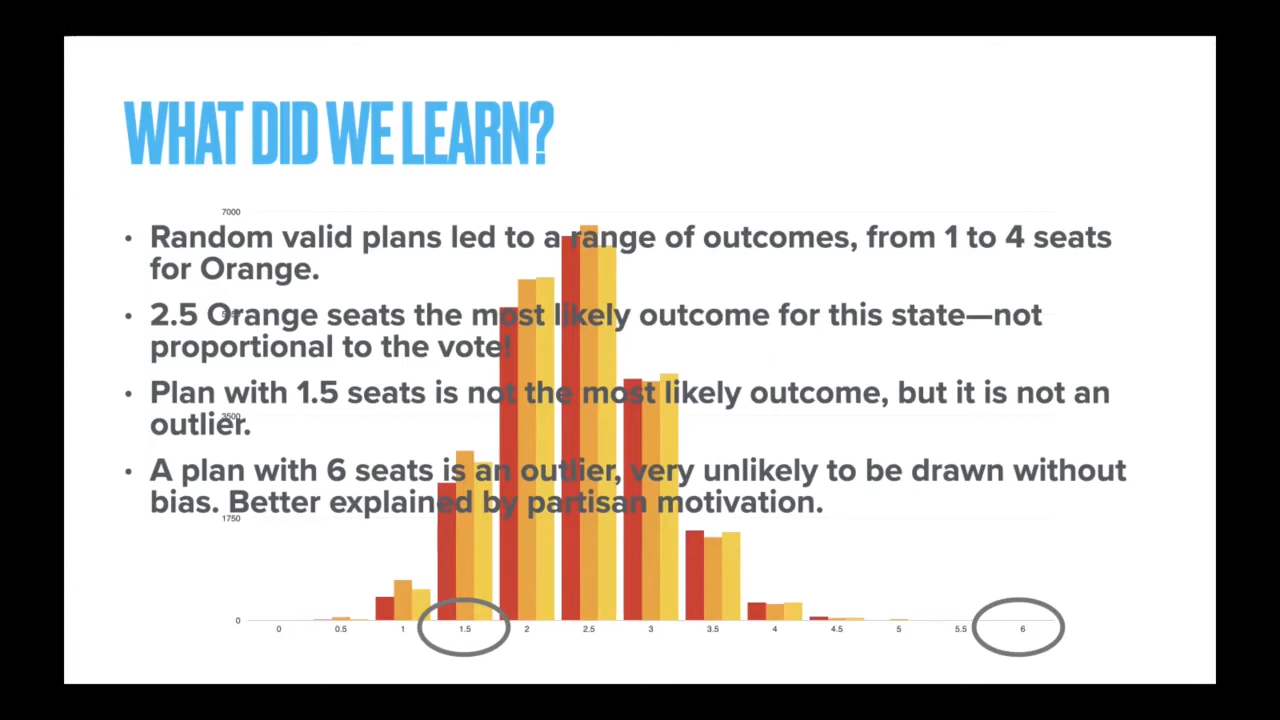 WHAT DID WE LEARN?
7000
• Random valid plans led to a range of outcomes, from 1 to 4 seats
for Orange.
• 2.5 Orange seats the most likely outcome for this state—not
proportional to the vote!
• Plan with 1.5 seats is not the most likely outcome, but it is not an
outlier.
3500
• A plan with 6 seats is an outlier, very unlikely to be drawn without
bias. Better explained by partisan motivation.
1750
0
0 0.5 1 1.5 2 2.5 3 3.5 4 4.5 5 5.5 6